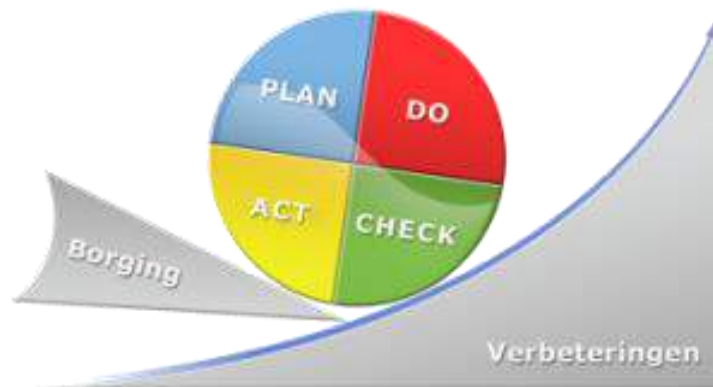 PLAN
DO
ACT
CHECK
Borging
Verbeteringen